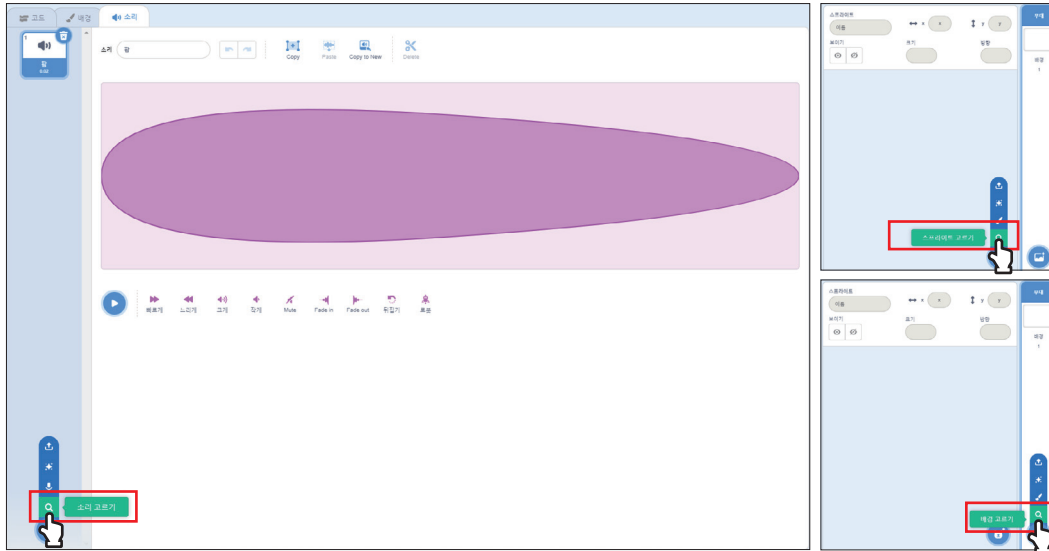 코드
배경
소리
1
팝
0.02
소리
팝
Copy
Paste
Copy to New
Delete
빠르게
느리게
크게
작게
Mute
Fade in
Fade out
뒤집기
로봇
소리 고르기
스프라이트
이름
x
x
y
y
보이기
크기
방향
무대
배경
1
스프라이트 고르기
스프라이트
이름
x
x
y
y
보이기
크기
방향
무대
배경
1
배경 고르기